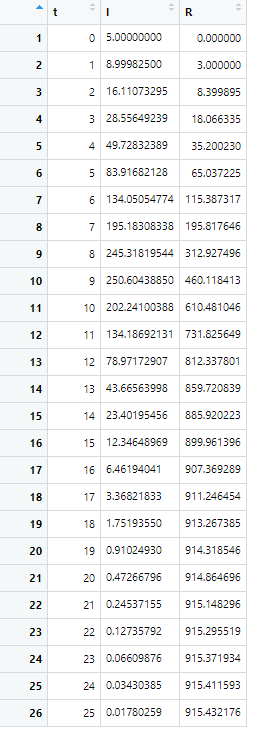 t I R
1 0 5.00000000 0.000000
2 1 8.99982500 3.000000
3 2 16.11073295 8.399895
4 3 28.55649239 18.066335
5 4 49.72832389 35.200230
6 5 83.91682128 65.037225
7 6 134.05054774 115.387317
8 7 195.18308338 195.817646
9 8 245.31819544 312.927496
10 9 250.60438850 460.118413
11 10 202.24100388 610.481046
12 11 134.18692131 731.825649
13 12 78.97172907 812.337801
14 13 43.66563998 859.720839
15 14 23.40195456 885.920223
16 15 12.34648969 899.961396
17 16 6.46194041 907.369289
18 17 3.36821833 911.246454
19 18 1.75193550 913.267385
20 19 0.91024930 914.318546
21 20 0.47266796 914.864696
22 21 0.24537155 915.148296
23 22 0.12735792 915.295519
24 23 0.06609876 915.371934
25 24 0.03430385 915.411593
26 25 0.01780259 915.432176